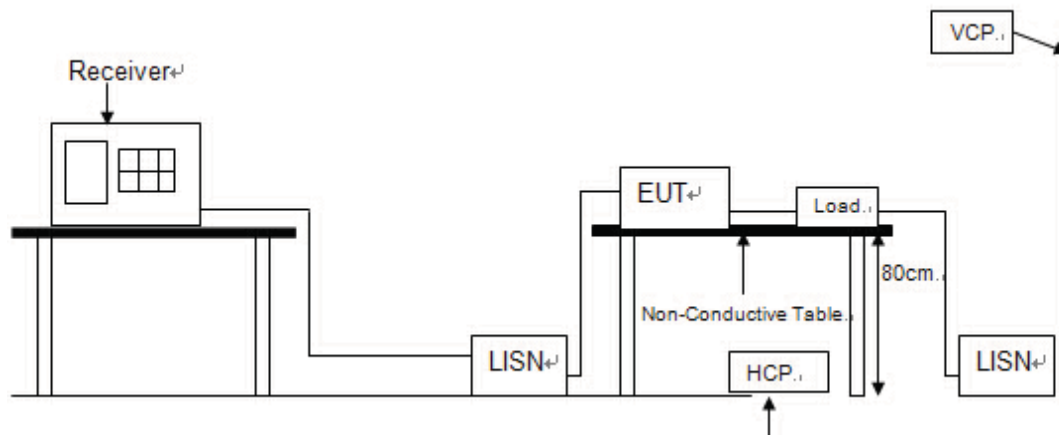 VCP.
Receiver↵
EUT↵
Load.
80cm.
Non-Conductive Table.
LISN↵
HCP.
LISN↵